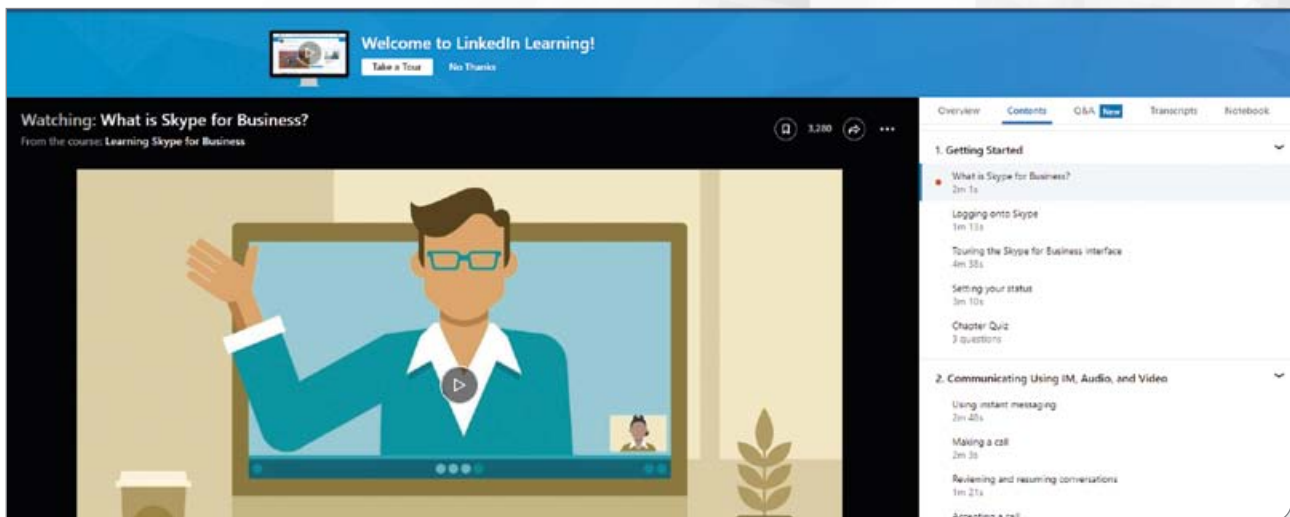 Welcome to LinkedIn Learning!
Take a Tour No Thanks
Watching: What is Skype for Business?
From the course: Learning Skype for Business
3,280
Overview Contents Q&A New Transcripts Notebook
1. Getting Started
What is Skype for Business?
2m 1s
Logging onto Skype
1m 13s
Touring the Skype for Business interface
4m 38s
Setting your status
3m 10s
Chapter Quiz
3 questions
2. Communicating Using IM, Audio, and Video
Using instant messaging
2m 48s
Making a call
2m 3s
Reviewing and resuming conversations
1m 21s
Accepting a call